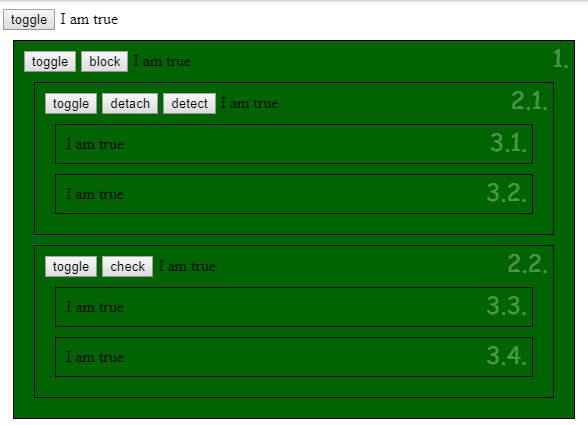 toggle I am true
toggle block I am true 1.
toggle detach detect I am true 2.1.
I am true 3.1.
I am true 3.2.
toggle check I am true 2.2.
I am true 3.3.
I am true 3.4.